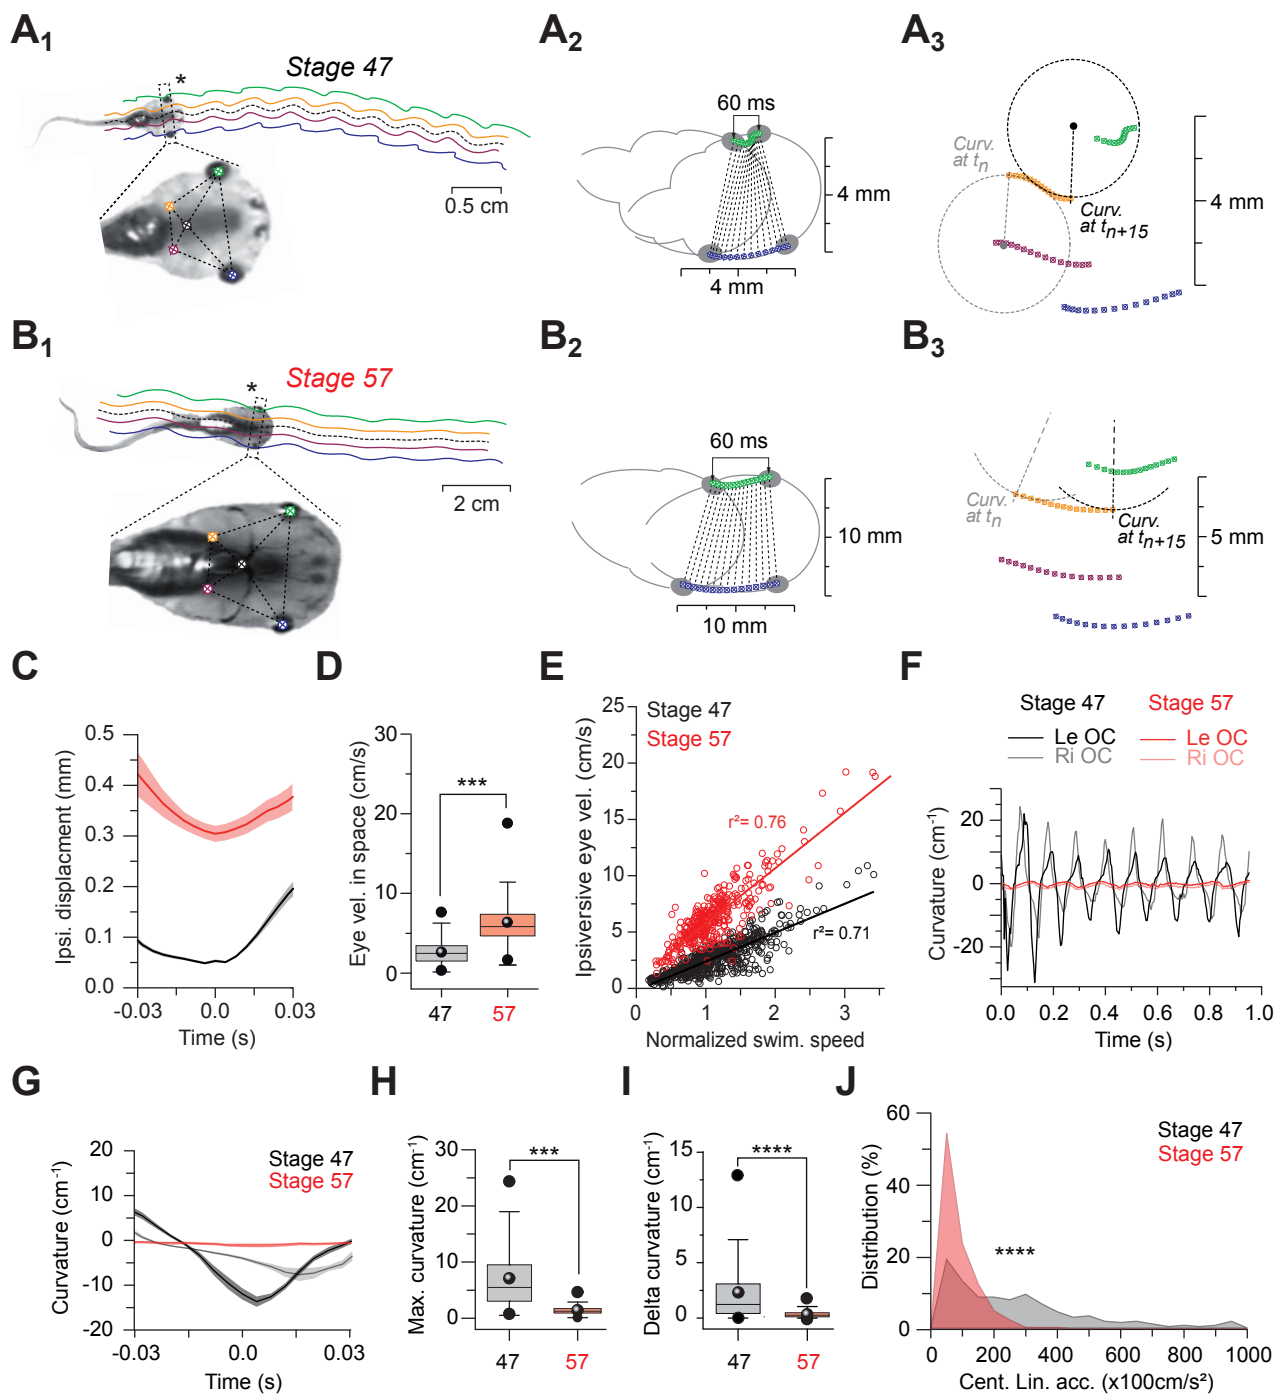 A1
Stage 47
*
0.5 cm
A2
60 ms
4 mm
4 mm
A3
Curv.
at tn
Curv.
at tn+15
4 mm
B1
Stage 57
*
2 cm
B2
60 ms
10 mm
10 mm
B3
Curv.
at tn
Curv.
at tn+15
5 mm
C
Ipsi. displacment (mm)
0.5
0.4
0.3
0.2
0.1
0.0
-0.03
0.0
0.03
Time (s)
D
Eye vel. in space (cm/s)
30
20
10
0
***
47
57
E
Ipsiversive eye vel. (cm/s)
25
20
15
10
5
0
Stage 47
Stage 57
r²= 0.76
r²= 0.71
0
1
2
3
Normalized swim. speed
F
Stage 47
Stage 57
Le OC
Ri OC
Le OC
Ri OC
Curvature (cm⁻¹)
20
0
-20
0.0
0.2
0.4
0.6
0.8
1.0
Time (s)
G
Curvature (cm⁻¹)
20
10
0
-10
-20
Stage 47
Stage 57
-0.03
0.0
0.03
Time (s)
H
Max. curvature (cm⁻¹)
30
20
10
0
***
47
57
I
Delta curvature (cm⁻¹)
15
10
5
0
****
47
57
J
Distribution (%)
60
40
20
0
Stage 47
Stage 57
****
0
200
400
600
800
1000
Cent. Lin. acc. (x100cm/s²)